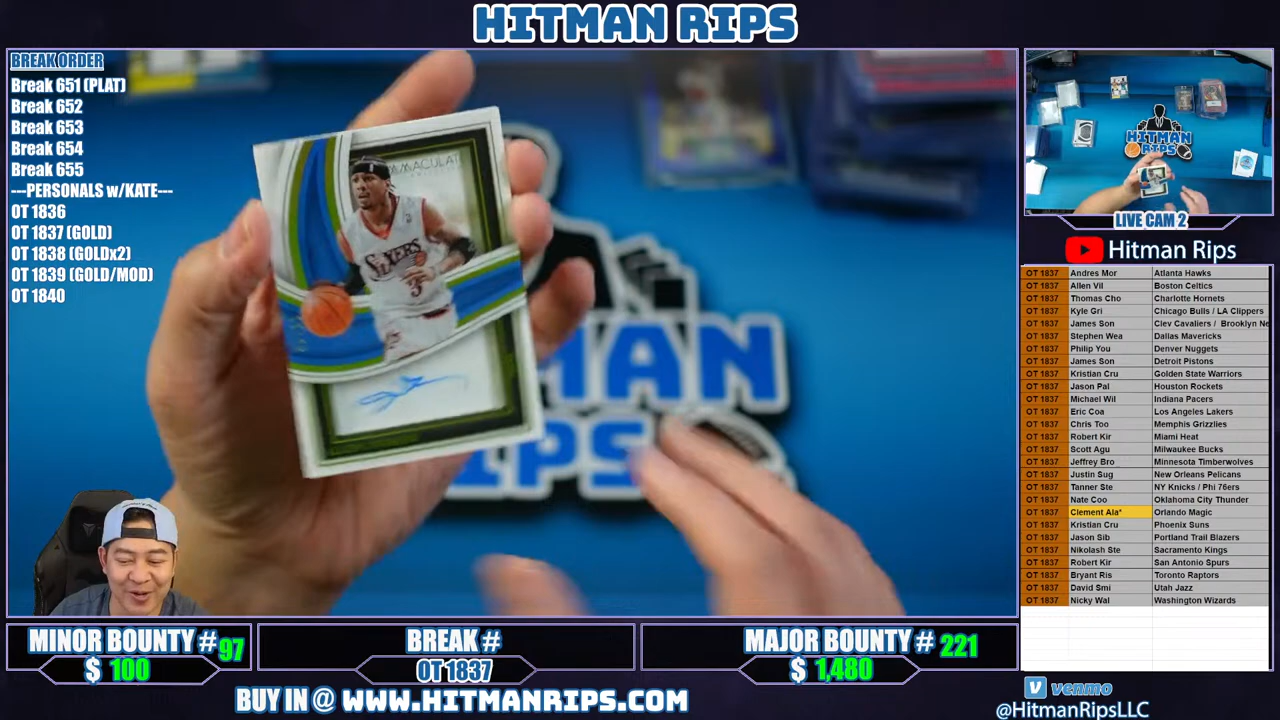 HITMAN RIPS
BREAK ORDER
Break 651 (PLAT)
Break 652
Break 653
Break 654
Break 655
---PERSONALS w/KATE---
OT 1836
OT 1837 (GOLD)
OT 1838 (GOLDx2)
OT 1839 (GOLD/MOD)
OT 1840
SIXERS
3
MAN
RIPS
HITMAN
RIPS
LIVE CAM 2
Hitman Rips
OT 1837 Andres Mor Atlanta Hawks
OT 1837 Allen Vil Boston Celtics
OT 1837 Thomas Cho Charlotte Hornets
OT 1837 Kyle Gri Chicago Bulls / LA Clippers
OT 1837 James Son Clev Cavaliers / Brooklyn Ne
OT 1837 Stephen Wea Dallas Mavericks
OT 1837 Philip You Denver Nuggets
OT 1837 James Son Detroit Pistons
OT 1837 Kristian Cru Golden State Warriors
OT 1837 Jason Pal Houston Rockets
OT 1837 Michael Wil Indiana Pacers
OT 1837 Eric Coa Los Angeles Lakers
OT 1837 Chris Too Memphis Grizzlies
OT 1837 Robert Kir Miami Heat
OT 1837 Scott Agu Milwaukee Bucks
OT 1837 Jeffrey Bro Minnesota Timberwolves
OT 1837 Justin Sug New Orleans Pelicans
OT 1837 Tanner Ste NY Knicks / Phi 76ers
OT 1837 Nate Coo Oklahoma City Thunder
OT 1837 Clement Ala* Orlando Magic
OT 1837 Kristian Cru Phoenix Suns
OT 1837 Jason Sib Portland Trail Blazers
OT 1837 Nikolash Ste Sacramento Kings
OT 1837 Robert Kir San Antonio Spurs
OT 1837 Bryant Ris Toronto Raptors
OT 1837 David Smi Utah Jazz
OT 1837 Nicky Wal Washington Wizards
MINOR BOUNTY # 97
$ 100
BREAK #
OT 1837
MAJOR BOUNTY # 221
$ 1,480
BUY IN @ WWW.HITMANRIPS.COM
venmo
@HitmanRipsLLC